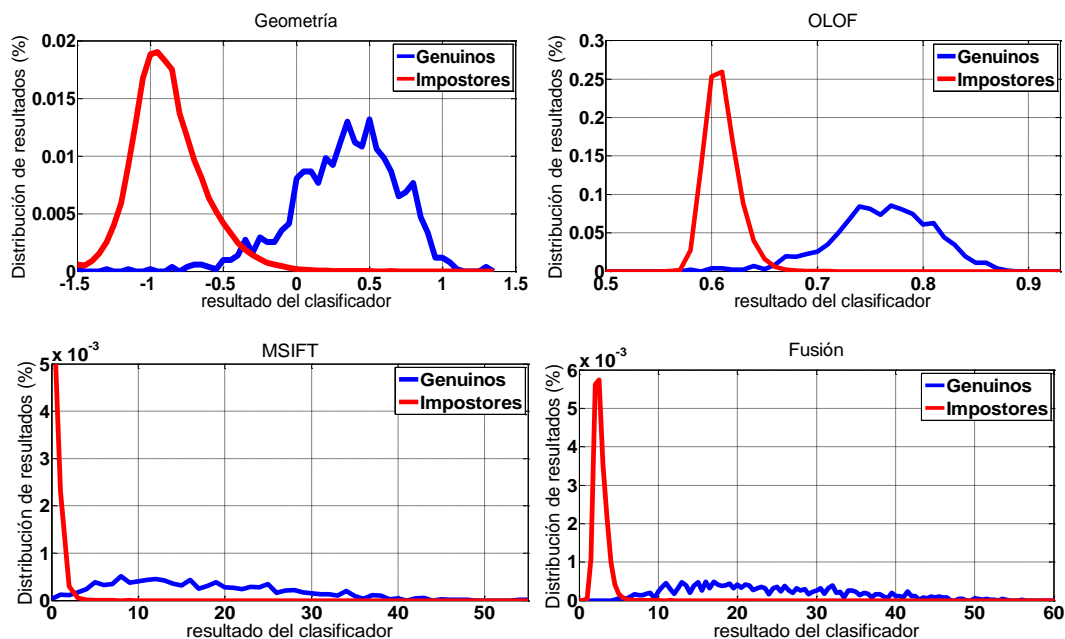 Geometría
0.02
0.015
0.01
0.005
0
-1.5
-1
-0.5
0
0.5
1
1.5
Distribución de resultados (%)
resultado del clasificador
Genuinos
Impostores
OLOF
0.3
0.25
0.20
0.15
0.1
0.05
0
0.5
0.6
0.7
0.8
0.9
Distribución de resultados (%)
resultado del clasificador
Genuinos
Impostores
MSIFT
x 10-3
5
4
3
2
1
0
10
20
30
40
50
Distribución de resultados (%)
resultado del clasificador
Genuinos
Impostores
Fusión
x 10-3
6
5
4
3
2
1
0
0
10
20
30
40
50
60
Distribución de resultados (%)
resultado del clasificador
Genuinos
Impostores